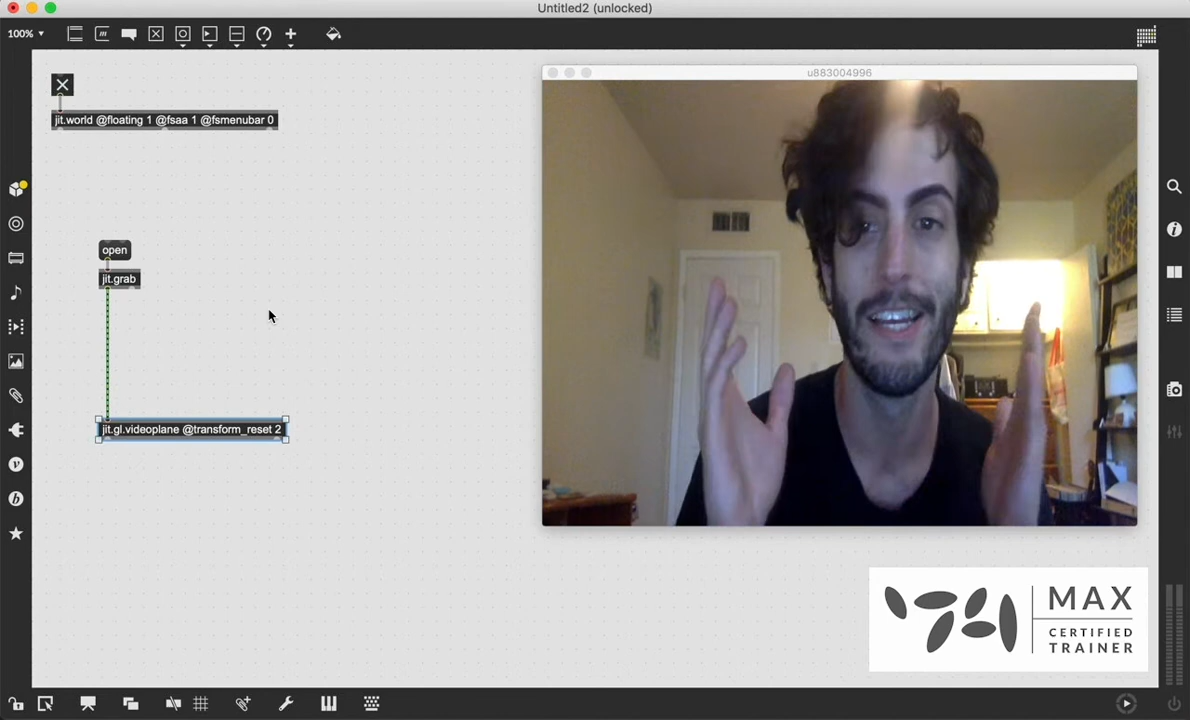 Untitled2 (unlocked)
100%
jit.world @floating 1 @fsaa 1 @fsmenubar 0
u883004996
open
jit.grab
jit.gl.videoplane @transform_reset 2
MAX
CERTIFIED
TRAINER